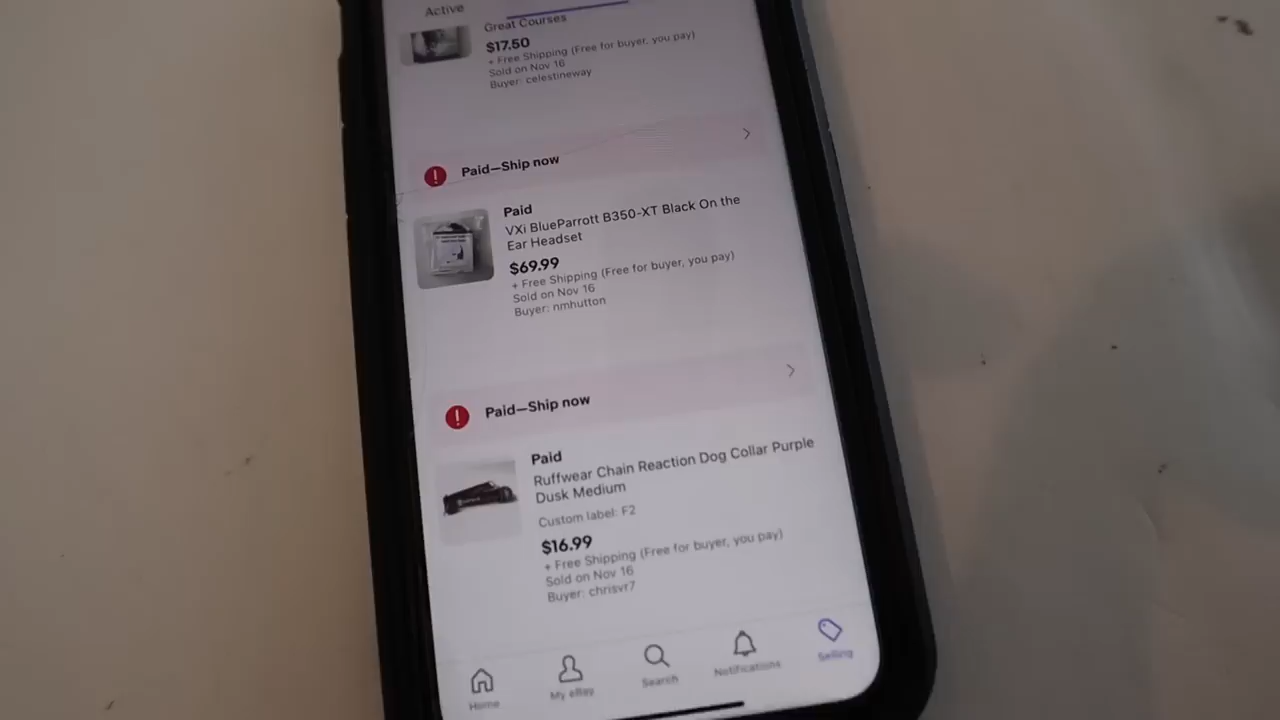 Active
Great Courses
$17.50
+ Free Shipping (Free for buyer, you pay)
Sold on Nov 16
Buyer: celestineway
Paid—Ship now
Paid
VXi BlueParrott B350-XT Black On the
Ear Headset
$69.99
+ Free Shipping (Free for buyer, you pay)
Sold on Nov 16
Buyer: nmhutton
Paid—Ship now
Paid
Ruffwear Chain Reaction Dog Collar Purple
Dusk Medium
Custom label: F2
$16.99
+ Free Shipping (Free for buyer, you pay)
Sold on Nov 16
Buyer: chrisvr7
Home
My eBay
Search
Notifications
Selling